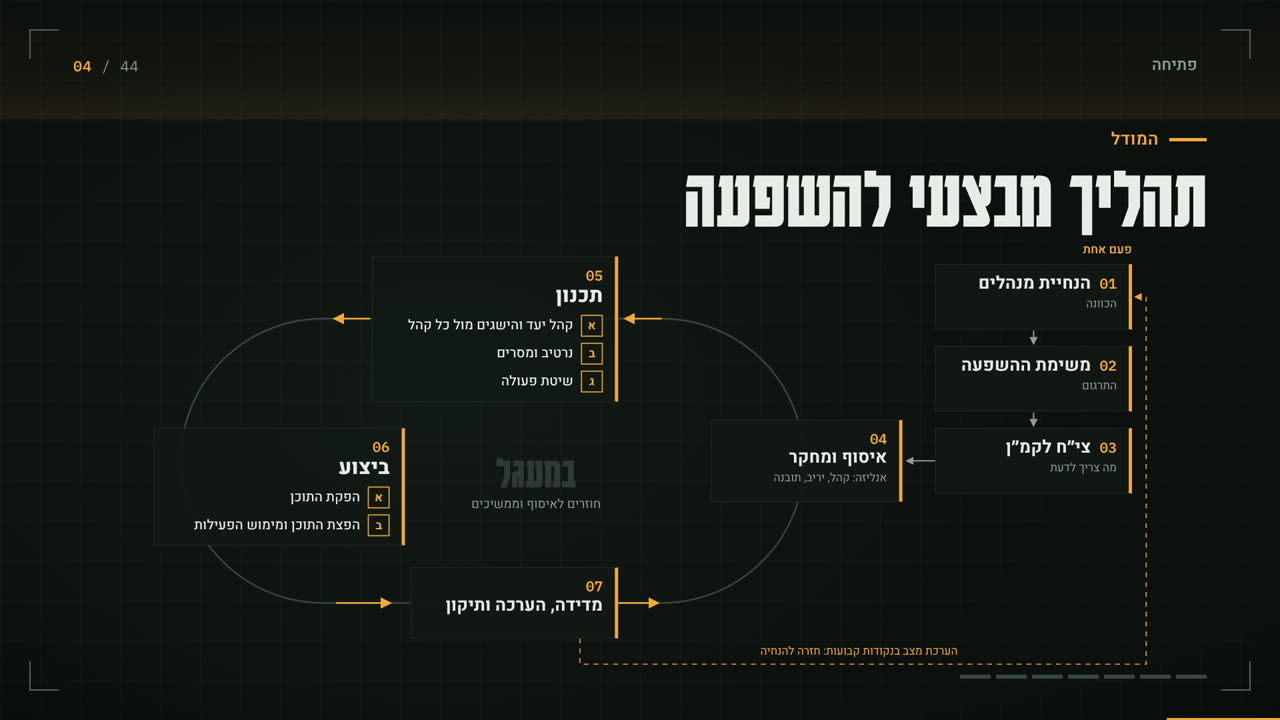 פתיחה
04 / 44
המודל
תהליך מבצעי להשפעה
פעם אחת
01 הנחיית מנהלים
הכוונה
02 משימת ההשפעה
התרגום
03 צי״ח לקמ״ן
מה צריך לדעת
04
איסוף ומחקר
אנליזה: קהל, יריב, תובנה
05
תכנון
א קהל יעד והישגים מול כל קהל
ב נרטיב ומסרים
ג שיטת פעולה
06
ביצוע
א הפקת התוכן
ב הפצת התוכן ומימוש הפעילות
07
מדידה, הערכה ותיקון
במעגל
חוזרים לאיסוף וממשיכים
הערכת מצב בנקודות קבועות: חזרה להנחיה